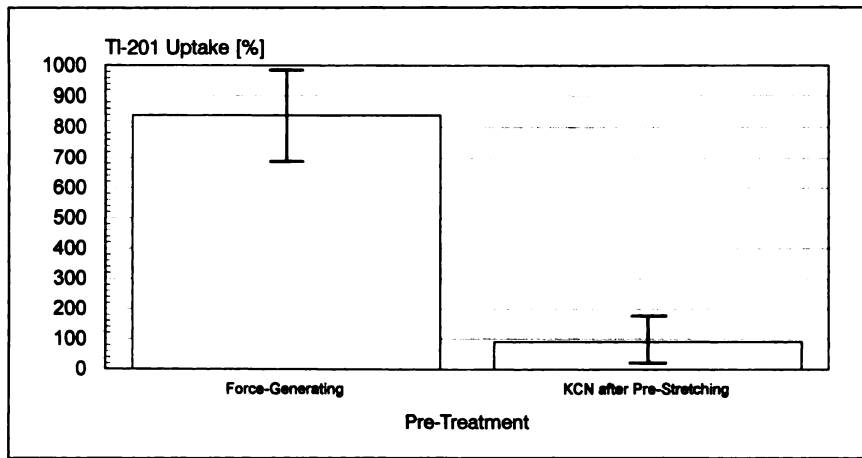 Tl-201 Uptake [%]
1000
900
800
700
600
500
400
300
200
100
0
Force-Generating
KCN after Pre-Stretching
Pre-Treatment